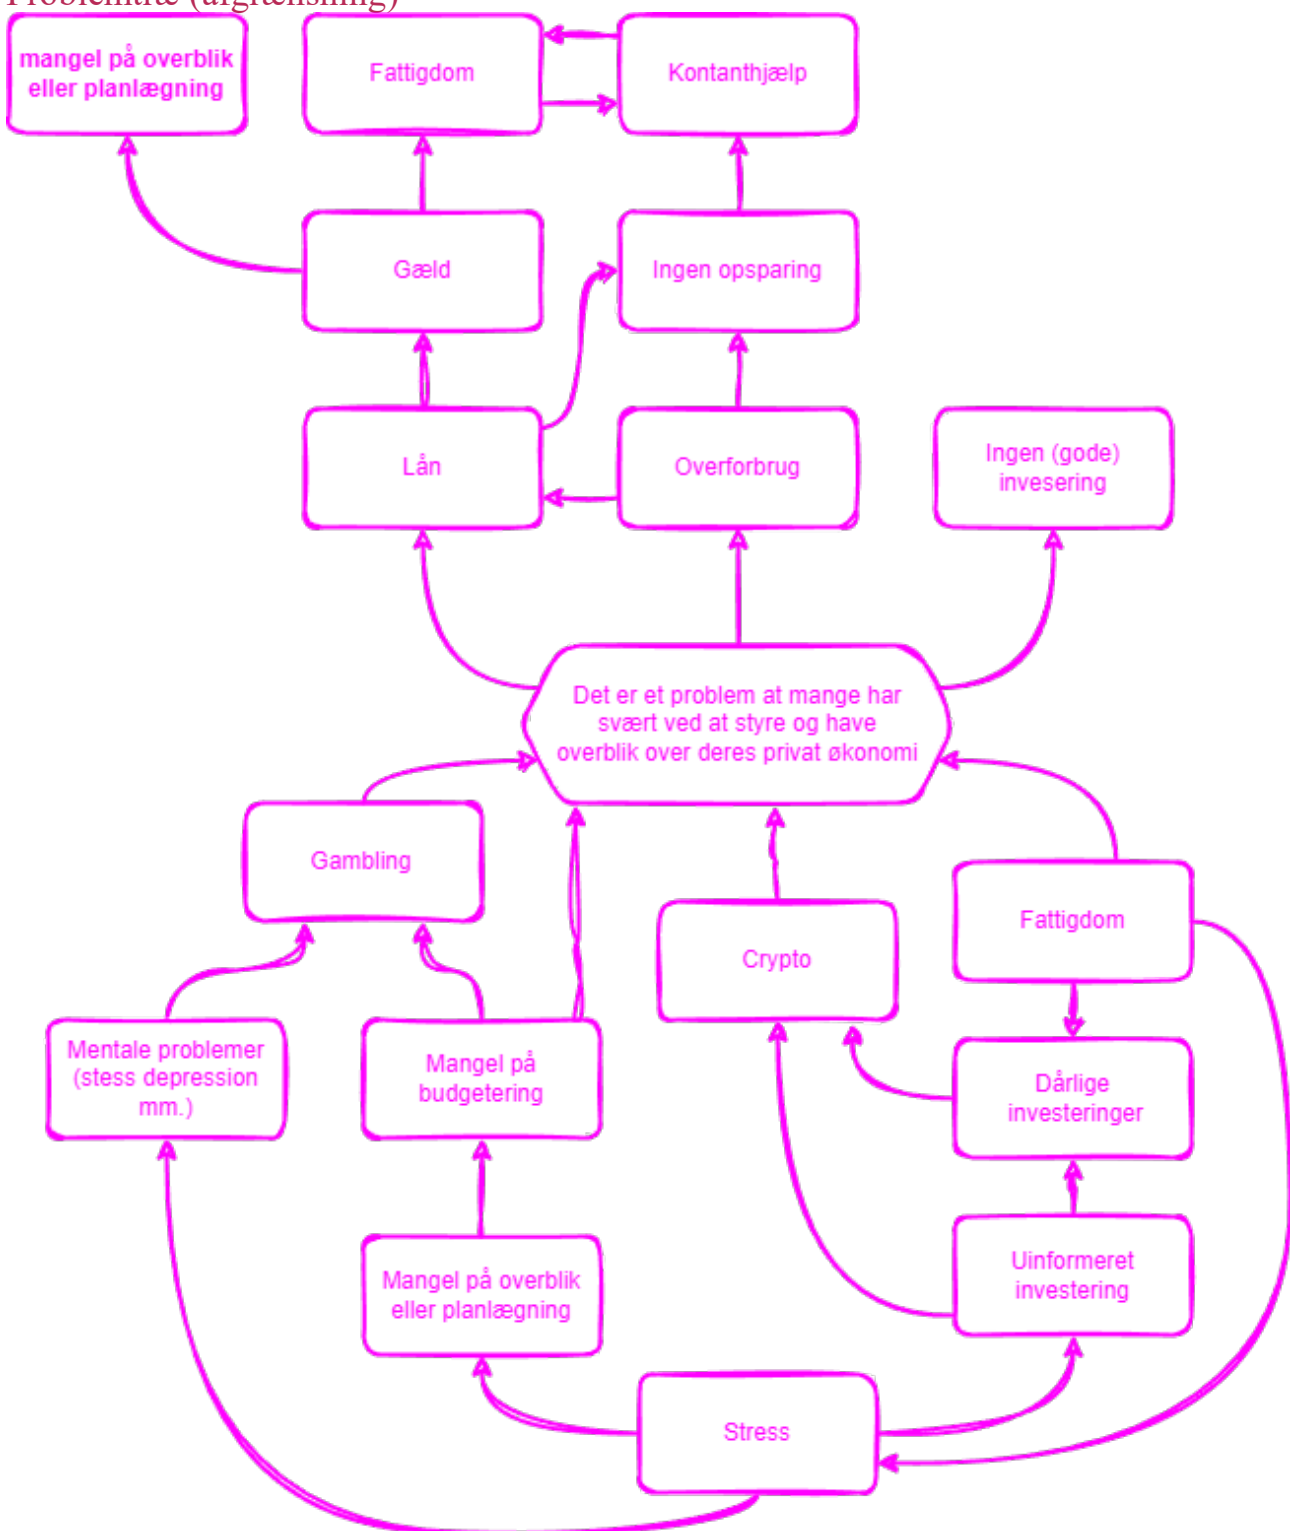 Problemtræ (afgrænsning)
mangel på overblik
eller planlægning
Fattigdom
Kontanthjælp
Gæld
Ingen opsparing
Lån
Overforbrug
Ingen (gode)
invesering
Det er et problem at mange har
svært ved at styre og have
overblik over deres privat økonomi
Gambling
Fattigdom
Crypto
Mentale problemer
(stess depression
mm.)
Mangel på
budgetering
Dårlige
investeringer
Mangel på overblik
eller planlægning
Uinformeret
investering
Stress